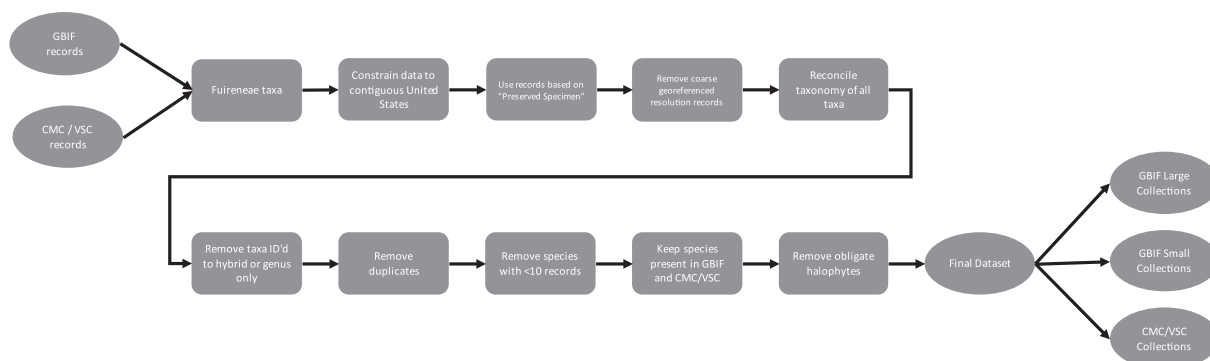 GBIF
records
CMC / VSC
records
Fuireneae taxa
Constrain data to
contiguous United
States
Use records based on
"Preserved Specimen"
Remove coarse
georeferenced
resolution records
Reconcile
taxonomy of all
taxa
Remove taxa ID'd
to hybrid or genus
only
Remove
duplicates
Remove species
with <10 records
Keep species
present in GBIF
and CMC/VSC
Remove obligate
halophytes
Final Dataset
GBIF Large
Collections
GBIF Small
Collections
CMC/VSC
Collections